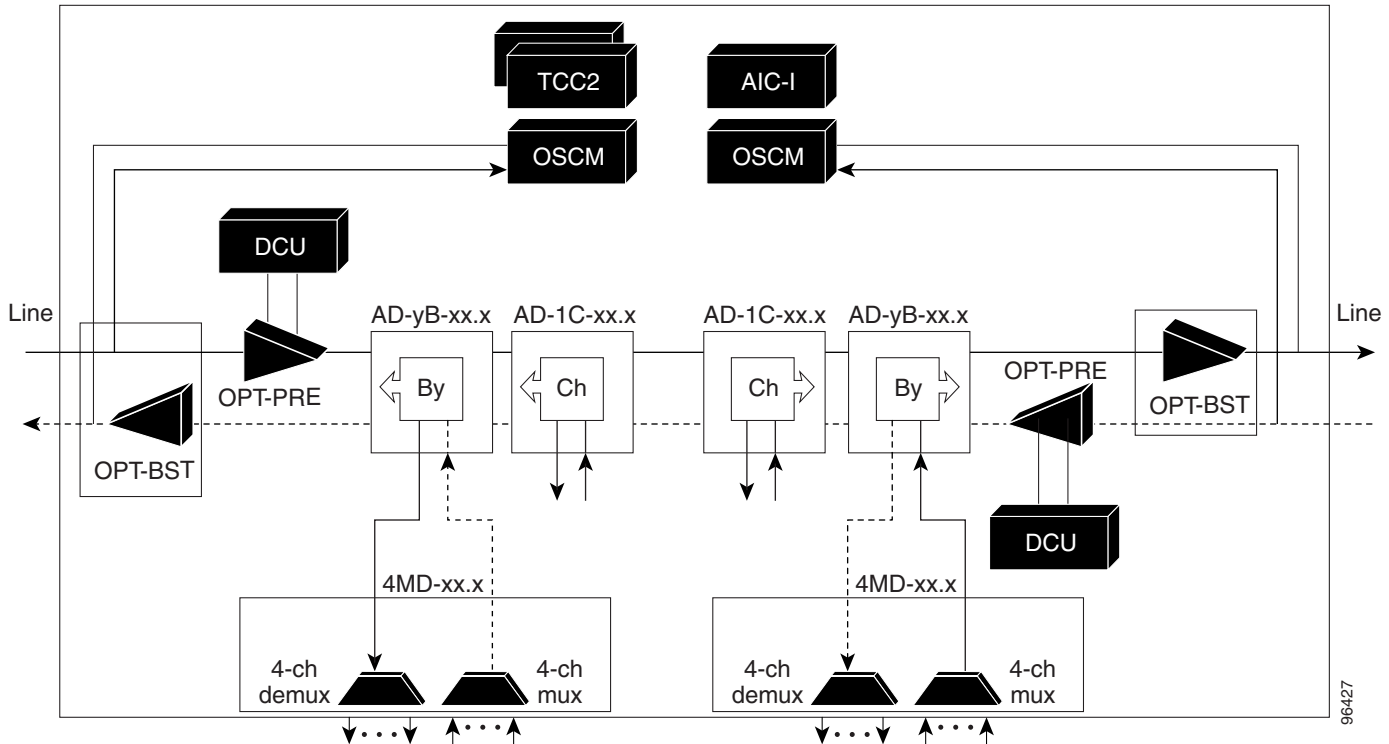 TCC2
AIC-I
OSCM
OSCM
DCU
Line
AD-yB-xx.x
AD-1C-xx.x
AD-1C-xx.x
AD-yB-xx.x
Line
By
Ch
Ch
By
OPT-PRE
OPT-PRE
OPT-BST
OPT-BST
DCU
4MD-xx.x
4MD-xx.x
4-ch
demux
4-ch
mux
4-ch
demux
4-ch
mux
96427